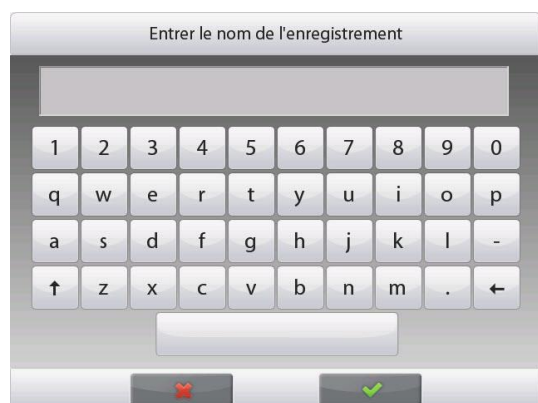 Entrer le nom de l'enregistrement
1 2 3 4 5 6 7 8 9 0
q w e r t y u i o p
a s d f g h j k l -
↑ z x c v b n m . ←